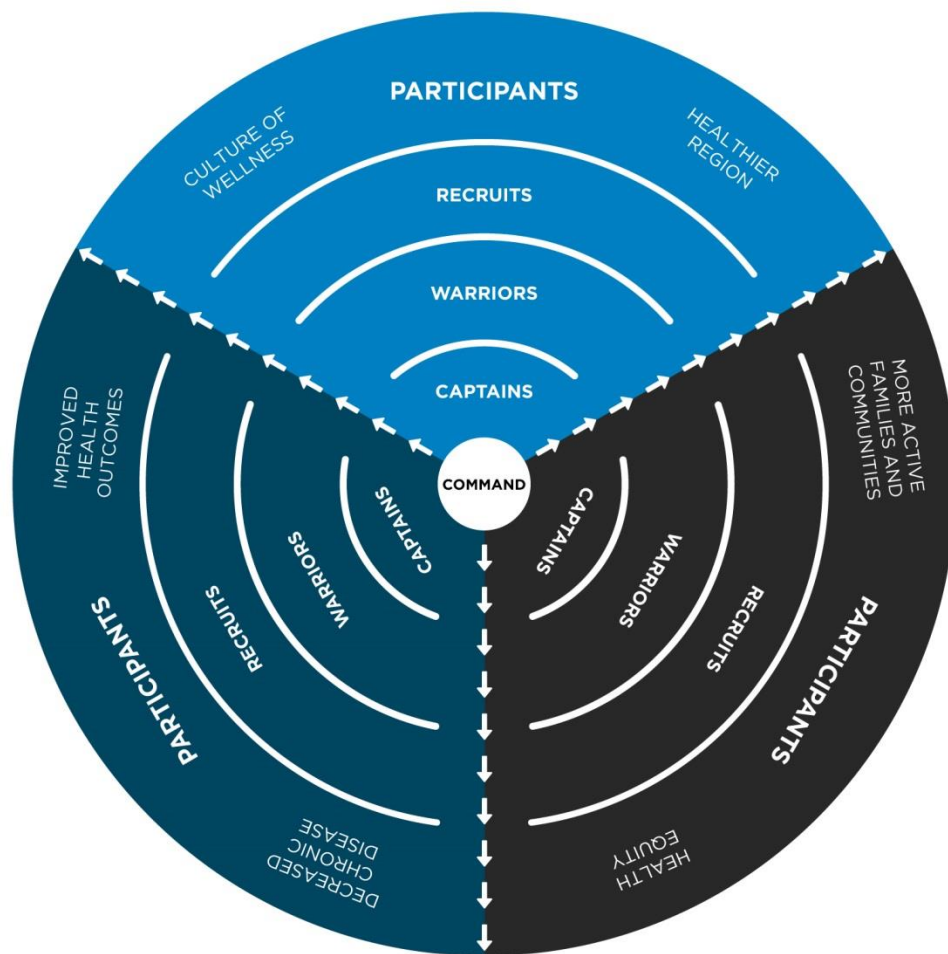 PARTICIPANTS
CULTURE OF
WELLNESS
HEALTHIER
REGION
RECRUITS
WARRIORS
CAPTAINS
COMMAND
CAPTAINS
WARRIORS
RECRUITS
PARTICIPANTS
MORE ACTIVE
FAMILIES AND
COMMUNITIES
HEALTH
EQUITY
CAPTAINS
WARRIORS
RECRUITS
PARTICIPANTS
IMPROVED
HEALTH
OUTCOMES
DECREASED
CHRONIC
DISEASE